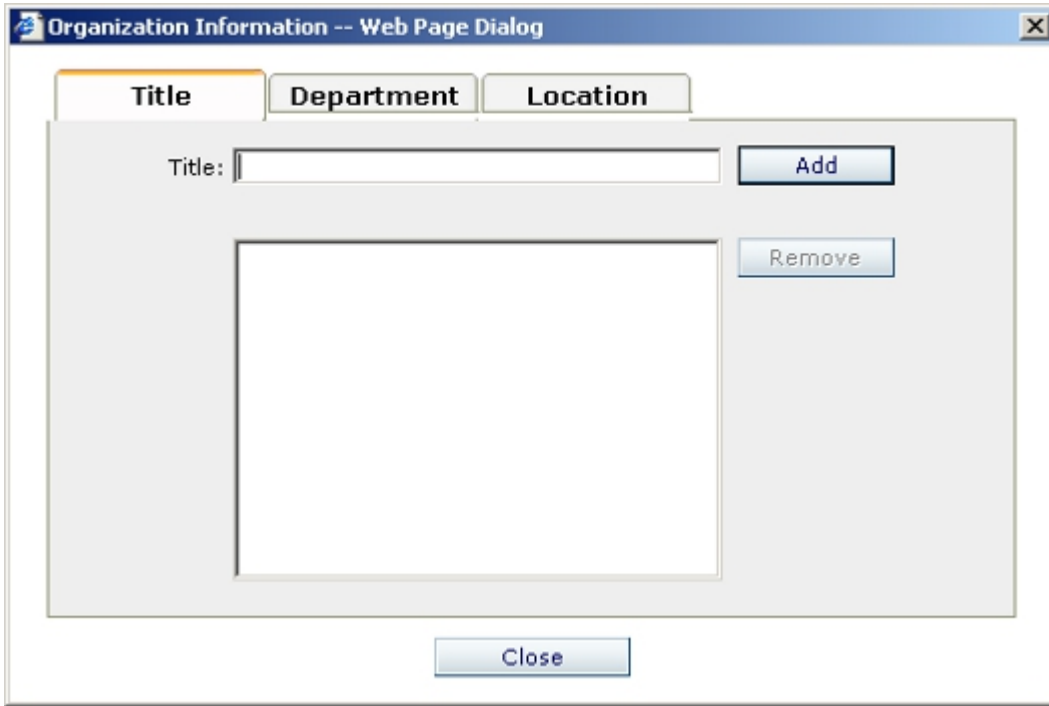 Organization Information -- Web Page Dialog
Title Department Location
Title: Add
Remove
Close